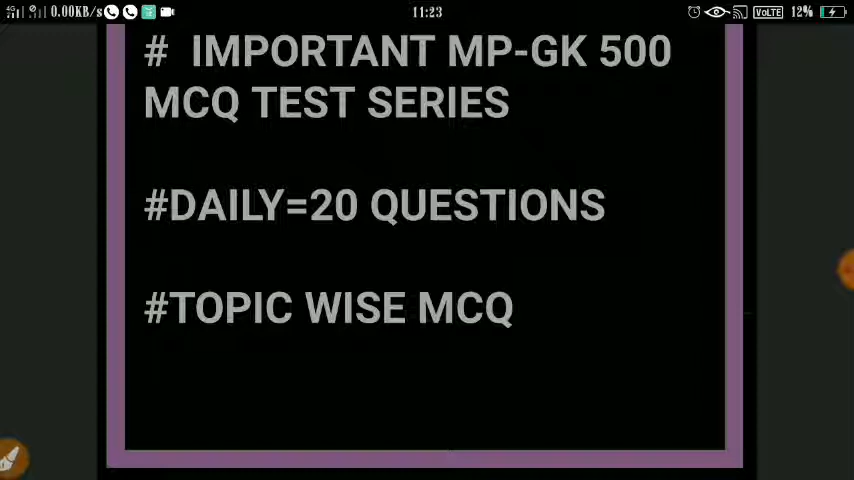 4G 0.00KB/s 11:23 VoLTE 12%
# IMPORTANT MP-GK 500
MCQ TEST SERIES
#DAILY=20 QUESTIONS
#TOPIC WISE MCQ